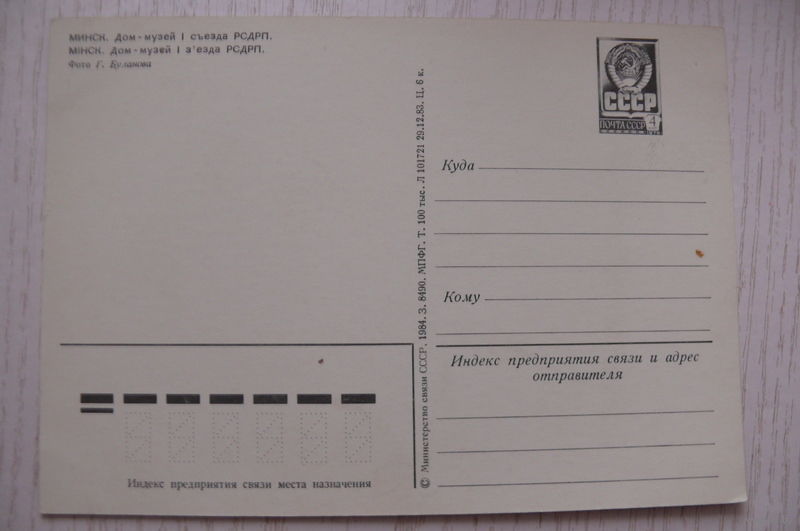 МИНСК. Дом-музей I съезда РСДРП.
МІНСК. Дом-музей I з'езда РСДРП.
Фото Г. Буланова
СССР
ПОЧТА СССР
4
© Министерство связи СССР. 1984. З. 8490. МПФГ. Т. 100 тыс. Л 101721 29.12.83. Ц. 6 к.
Куда
Кому
Индекс предприятия связи и адрес
отправителя
Индекс предприятия связи места назначения